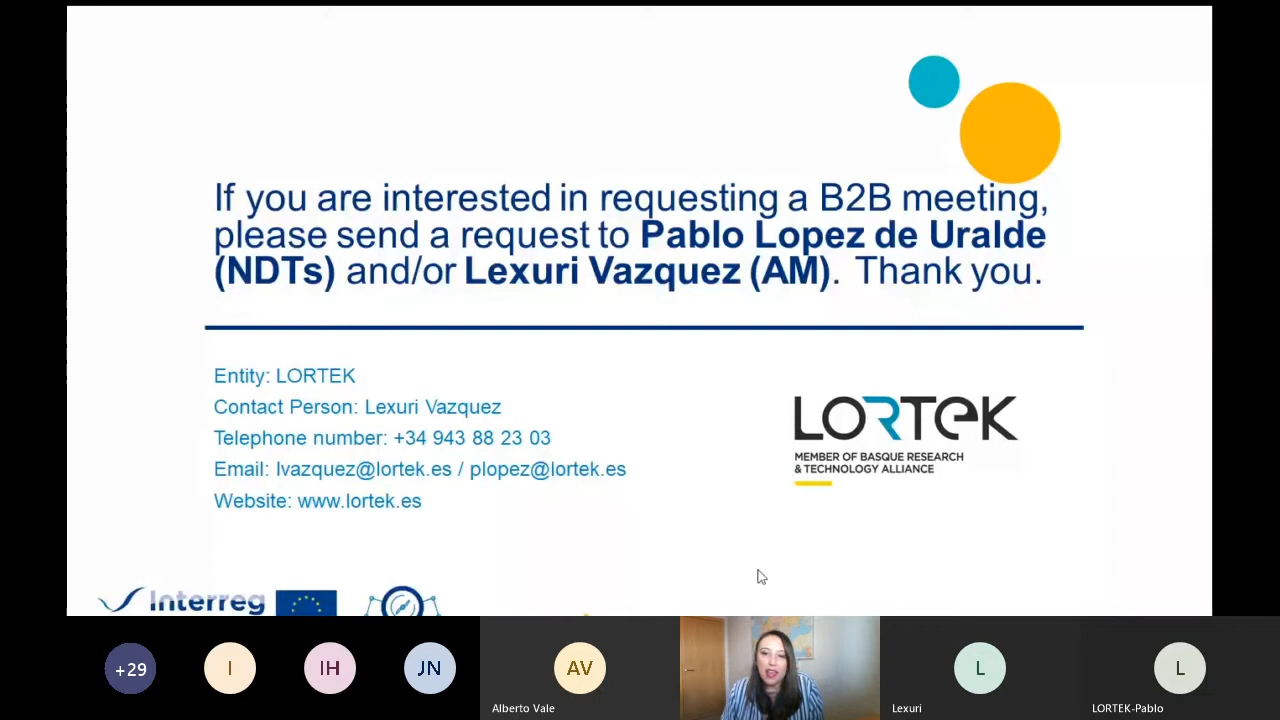 If you are interested in requesting a B2B meeting,
please send a request to Pablo Lopez de Uralde
(NDTs) and/or Lexuri Vazquez (AM). Thank you.
Entity: LORTEK
Contact Person: Lexuri Vazquez
Telephone number: +34 943 88 23 03
Email: lvazquez@lortek.es / plopez@lortek.es
Website: www.lortek.es
LORTEK
MEMBER OF BASQUE RESEARCH
& TECHNOLOGY ALLIANCE
Interreg
+29
I
IH
JN
AV
L
L
Alberto Vale
Lexuri
LORTEK-Pablo